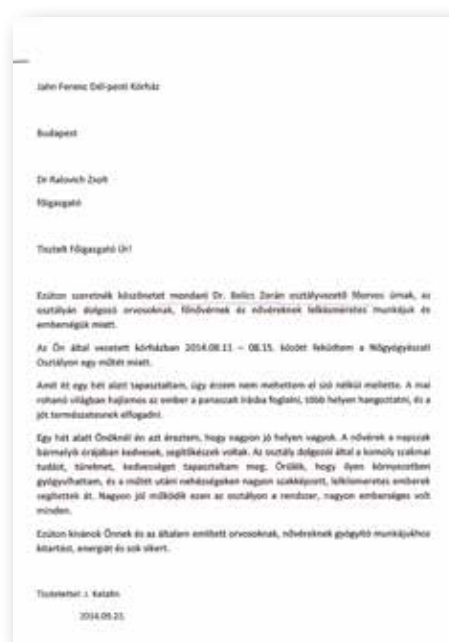 Jahn Ferenc Dél-pesti Kórház
Budapest
Dr Ralovich Zsolt
Főigazgató
Tisztelt Főigazgató Úr!
Ezúton szeretnék köszönetet mondani Dr. Bolics Zorán osztályvezető főorvos úrnak, az
osztályán dolgozó orvosoknak, főnővérnek és nővéreknek lelkiismeretes munkájuk és
emberségük miatt.
Az Ön által vezetett kórházban 2014.08.11 – 08.15. között feküdtem a Nőgyógyászati
Osztályon egy műtét miatt.
Amit itt egy hét alatt tapasztaltam, úgy érzem nem mehettem el szó nélkül mellette. A mai
rohanó világban hajlamos az ember a panaszait írásba foglalni, több helyen hangoztatni, és a
jót természetesnek elfogadni.
Egy hét alatt Önöknél én azt éreztem, hogy nagyon jó helyen vagyok. A nővérek a napszak
bármelyik órájában kedvesek, segítőkészek voltak. Az osztály dolgozói által a komoly szakmai
tudást, türelmet, kedvességet tapasztaltam meg. Örülök, hogy ilyen környezetben
gyógyulhattam, és a műtét utáni nehézségeken nagyon szakképzett, lelkiismeretes emberek
segítettek át. Nagyon jól működik ezen az osztályon a rendszer, nagyon emberséges volt
minden.
Ezúton kívánok Önnek és az általam említett orvosoknak, nővéreknek gyógyító munkájukhoz
kitartást, energiát és sok sikert.
Tisztelettel: J. Katalin
2014.09.23.